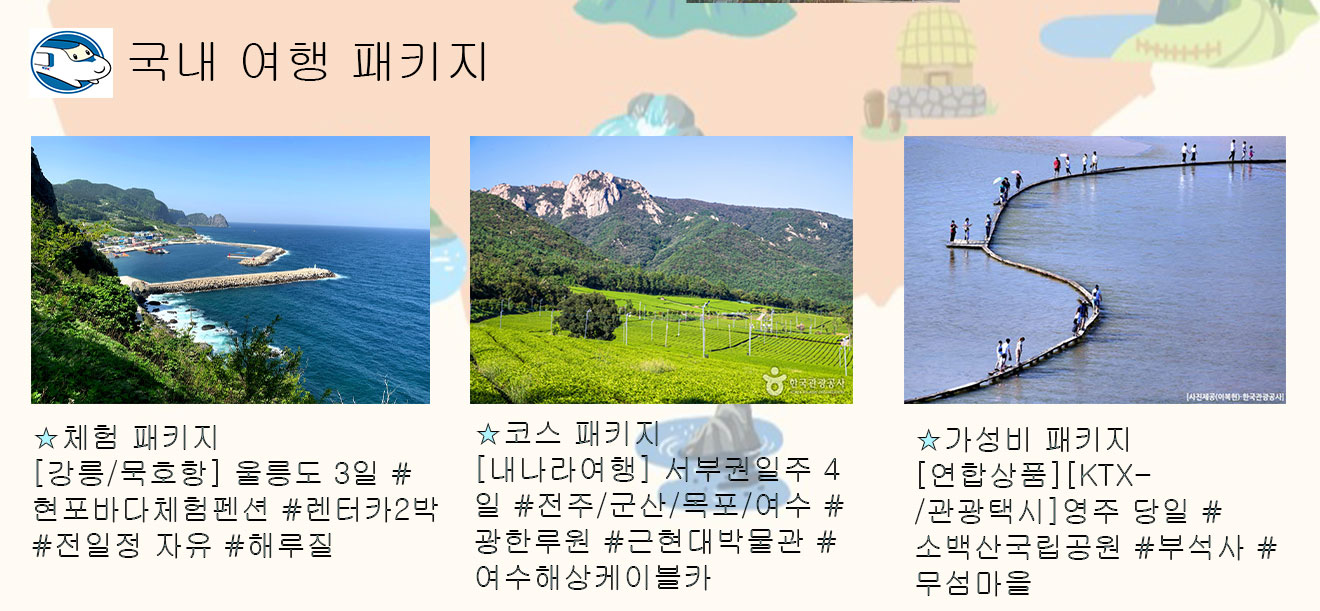 국내 여행 패키지
한국관광공사
[사진제공(이복현)-한국관광공사]
☆체험 패키지
[강릉/묵호항] 울릉도 3일 #
현포바다체험펜션 #렌터카2박
#전일정 자유 #해루질
☆코스 패키지
[내나라여행] 서부권일주 4
일 #전주/군산/목포/여수 #
광한루원 #근현대박물관 #
여수해상케이블카
☆가성비 패키지
[연합상품][KTX-
/관광택시]영주 당일 #
소백산국립공원 #부석사 #
무섬마을